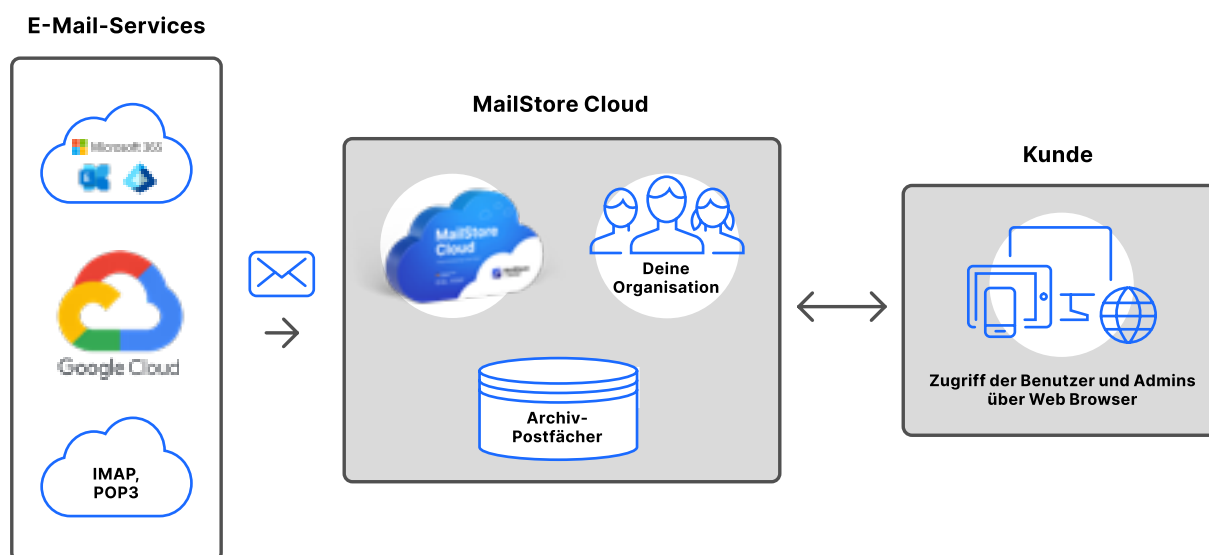 E-Mail-Services
Microsoft 365
Google Cloud
IMAP,
POP3
MailStore Cloud
MailStore
Cloud
Deine
Organisation
Archiv-
Postfächer
Kunde
Zugriff der Benutzer und Admins
über Web Browser